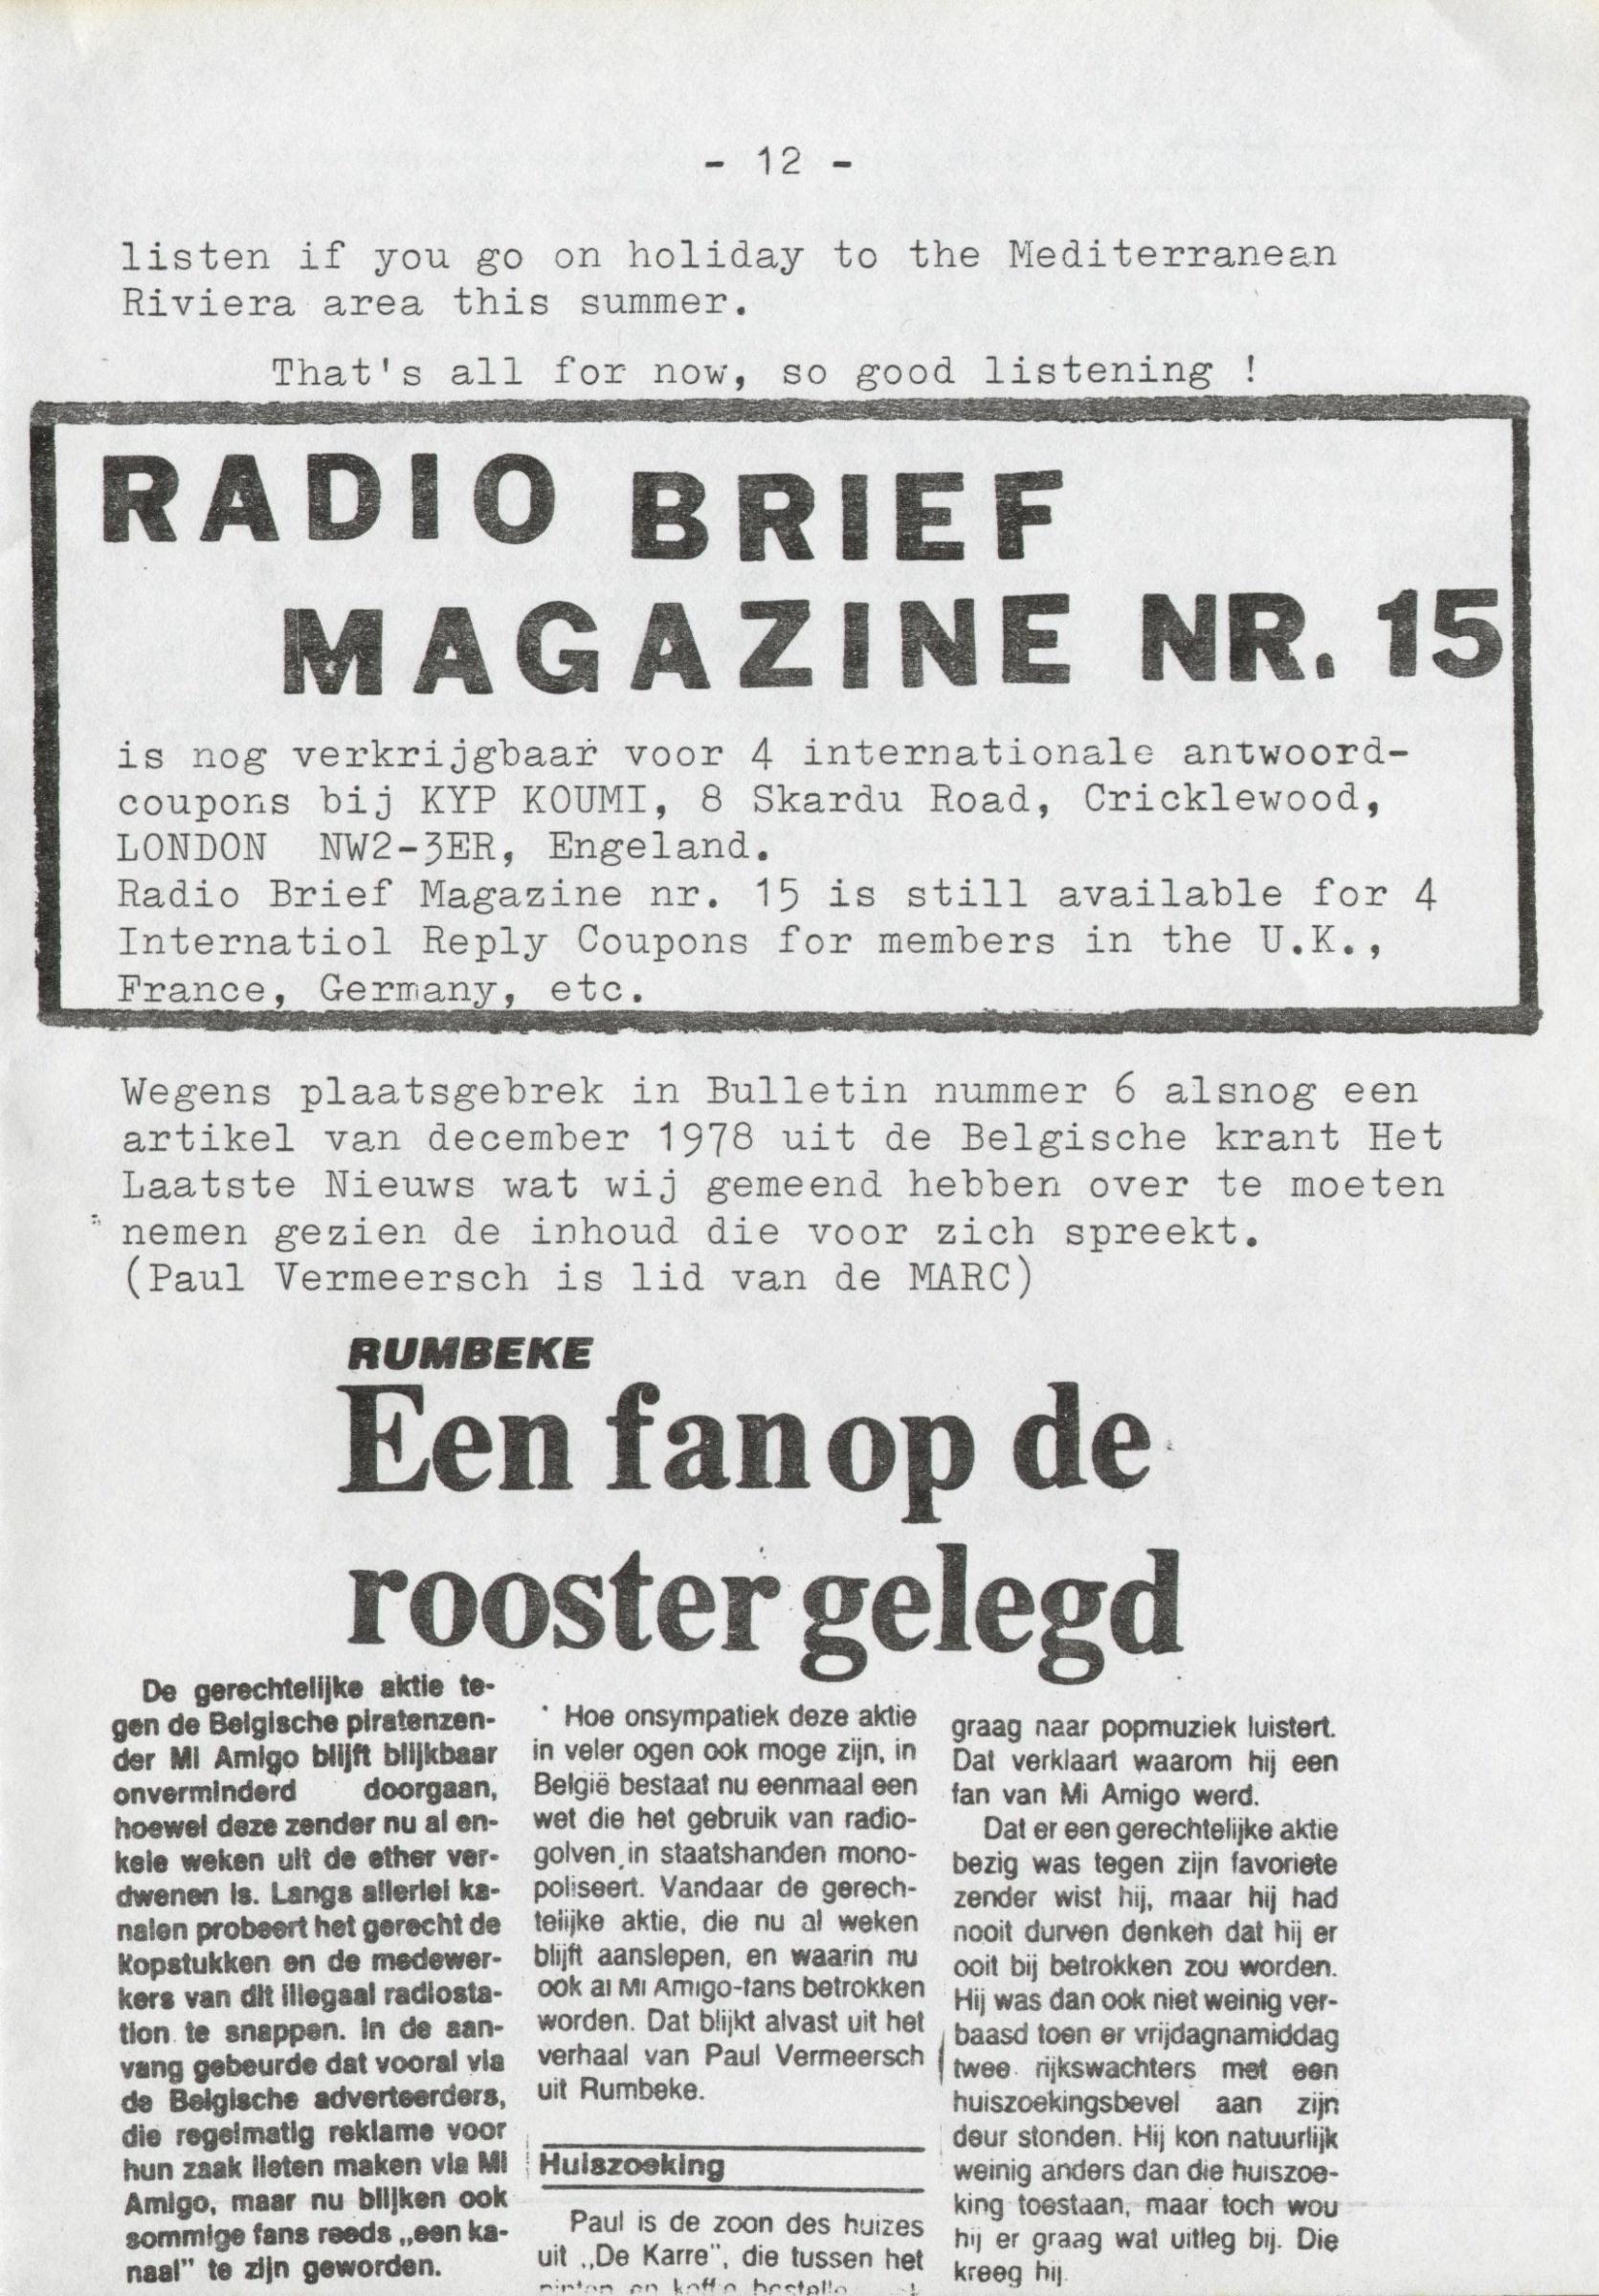 - 12 -
listen if you go on holiday to the Mediterranean
Riviera area this summer.
That's all for now, so good listening !
RADIO BRIEF
MAGAZINE NR. 15
is nog verkrijgbaar voor 4 internationale antwoord-
coupons bij KYP KOUMI, 8 Skardu Road, Cricklewood,
LONDON NW2-3ER, Engeland.
Radio Brief Magazine nr. 15 is still available for 4
Internatiol Reply Coupons for members in the U.K.,
France, Germany, etc.
Wegens plaatsgebrek in Bulletin nummer 6 alsnog een
artikel van december 1978 uit de Belgische krant Het
Laatste Nieuws wat wij gemeend hebben over te moeten
nemen gezien de inhoud die voor zich spreekt.
(Paul Vermeersch is lid van de MARC)
RUMBEKE
Een fan op de
rooster gelegd
De gerechtelijke aktie te-
gen de Belgische piratenzen-
der Mi Amigo blijft blijkbaar
onverminderd doorgaan,
hoewel deze zender nu al en-
kele weken uit de ether ver-
dwenen is. Langs allerlei ka-
nalen probeert het gerecht de
kopstukken en de medewer-
kers van dit illegaal radiosta-
tion te snappen. In de aan-
vang gebeurde dat vooral via
de Belgische adverteerders,
die regelmatig reklame voor
hun zaak lieten maken via Mi
Amigo, maar nu blijken ook
sommige fans reeds „een ka-
naal" te zijn geworden.
Hoe onsympatiek deze aktie
in veler ogen ook moge zijn, in
België bestaat nu eenmaal een
wet die het gebruik van radio-
golven in staatshanden mono-
poliseert. Vandaar de gerech-
telijke aktie, die nu al weken
blijft aanslepen, en waarin nu
ook al Mi Amigo-fans betrokken
worden. Dat blijkt alvast uit het
verhaal van Paul Vermeersch
uit Rumbeke.
Huiszoeking
Paul is de zoon des huizes
uit „De Karre", die tussen het
graag naar popmuziek luistert.
Dat verklaart waarom hij een
fan van Mi Amigo werd.
Dat er een gerechtelijke aktie
bezig was tegen zijn favoriete
zender wist hij, maar hij had
nooit durven denken dat hij er
ooit bij betrokken zou worden.
Hij was dan ook niet weinig ver-
baasd toen er vrijdagnamiddag
twee rijkswachters met een
huiszoekingsbevel aan zijn
deur stonden. Hij kon natuurlijk
weinig anders dan die huiszoe-
king toestaan, maar toch wou
hij er graag wat uitleg bij. Die
kreeg hij.